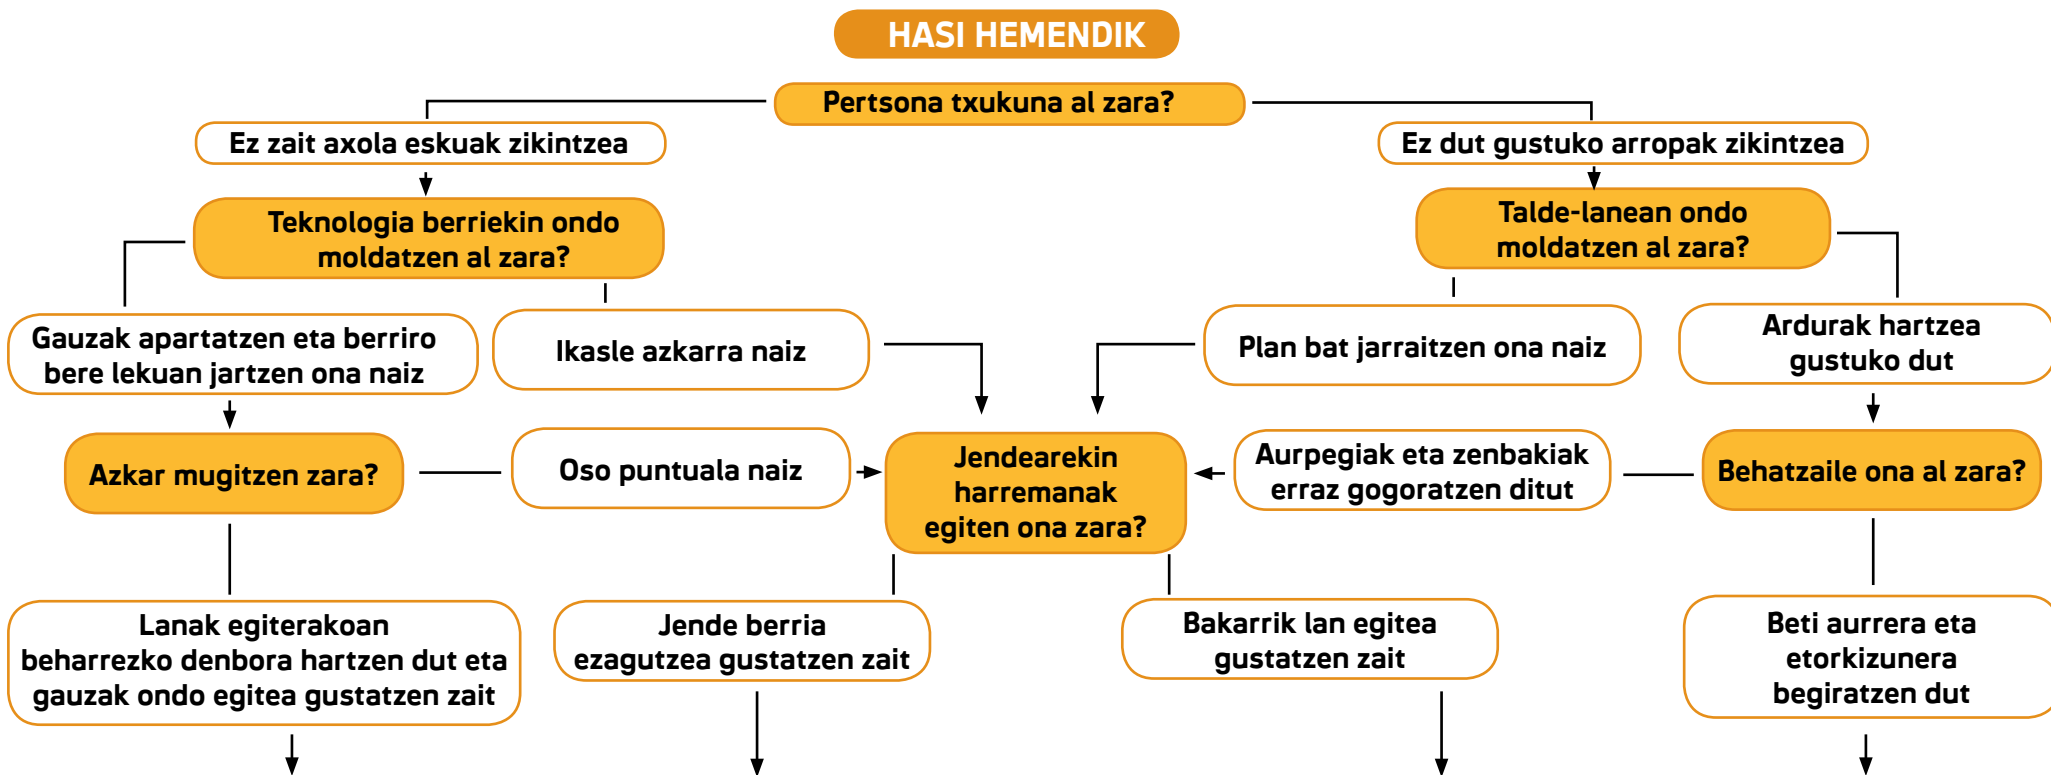 HASI HEMENDIK
Pertsona txukuna al zara?
Ez zait axola eskuak zikintzea
Ez dut gustuko arropak zikintzea
Teknologia berriekin ondo
moldatzen al zara?
Talde-lanean ondo
moldatzen al zara?
Gauzak apartatzen eta berriro
bere lekuan jartzen ona naiz
Ikasle azkarra naiz
Plan bat jarraitzen ona naiz
Ardurak hartzea
gustuko dut
Azkar mugitzen zara?
Oso puntuala naiz
Jendearekin
harremanak
egiten ona zara?
Aurpegiak eta zenbakiak
erraz gogoratzen ditut
Behatzaile ona al zara?
Lanak egiterakoan
beharrezko denbora hartzen dut eta
gauzak ondo egitea gustatzen zait
Jende berria
ezagutzea gustatzen zait
Bakarrik lan egitea
gustatzen zait
Beti aurrera eta
etorkizunera
begiratzen dut